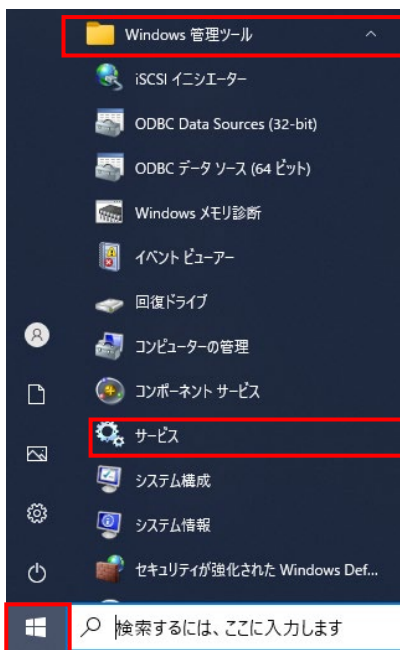 Windows 管理ツール
iSCSI イニシエーター
ODBC Data Sources (32-bit)
ODBC データ ソース (64 ビット)
Windows メモリ診断
イベント ビューアー
回復ドライブ
コンピューターの管理
コンポーネント サービス
サービス
システム構成
システム情報
セキュリティが強化された Windows Def...
検索するには、ここに入力します